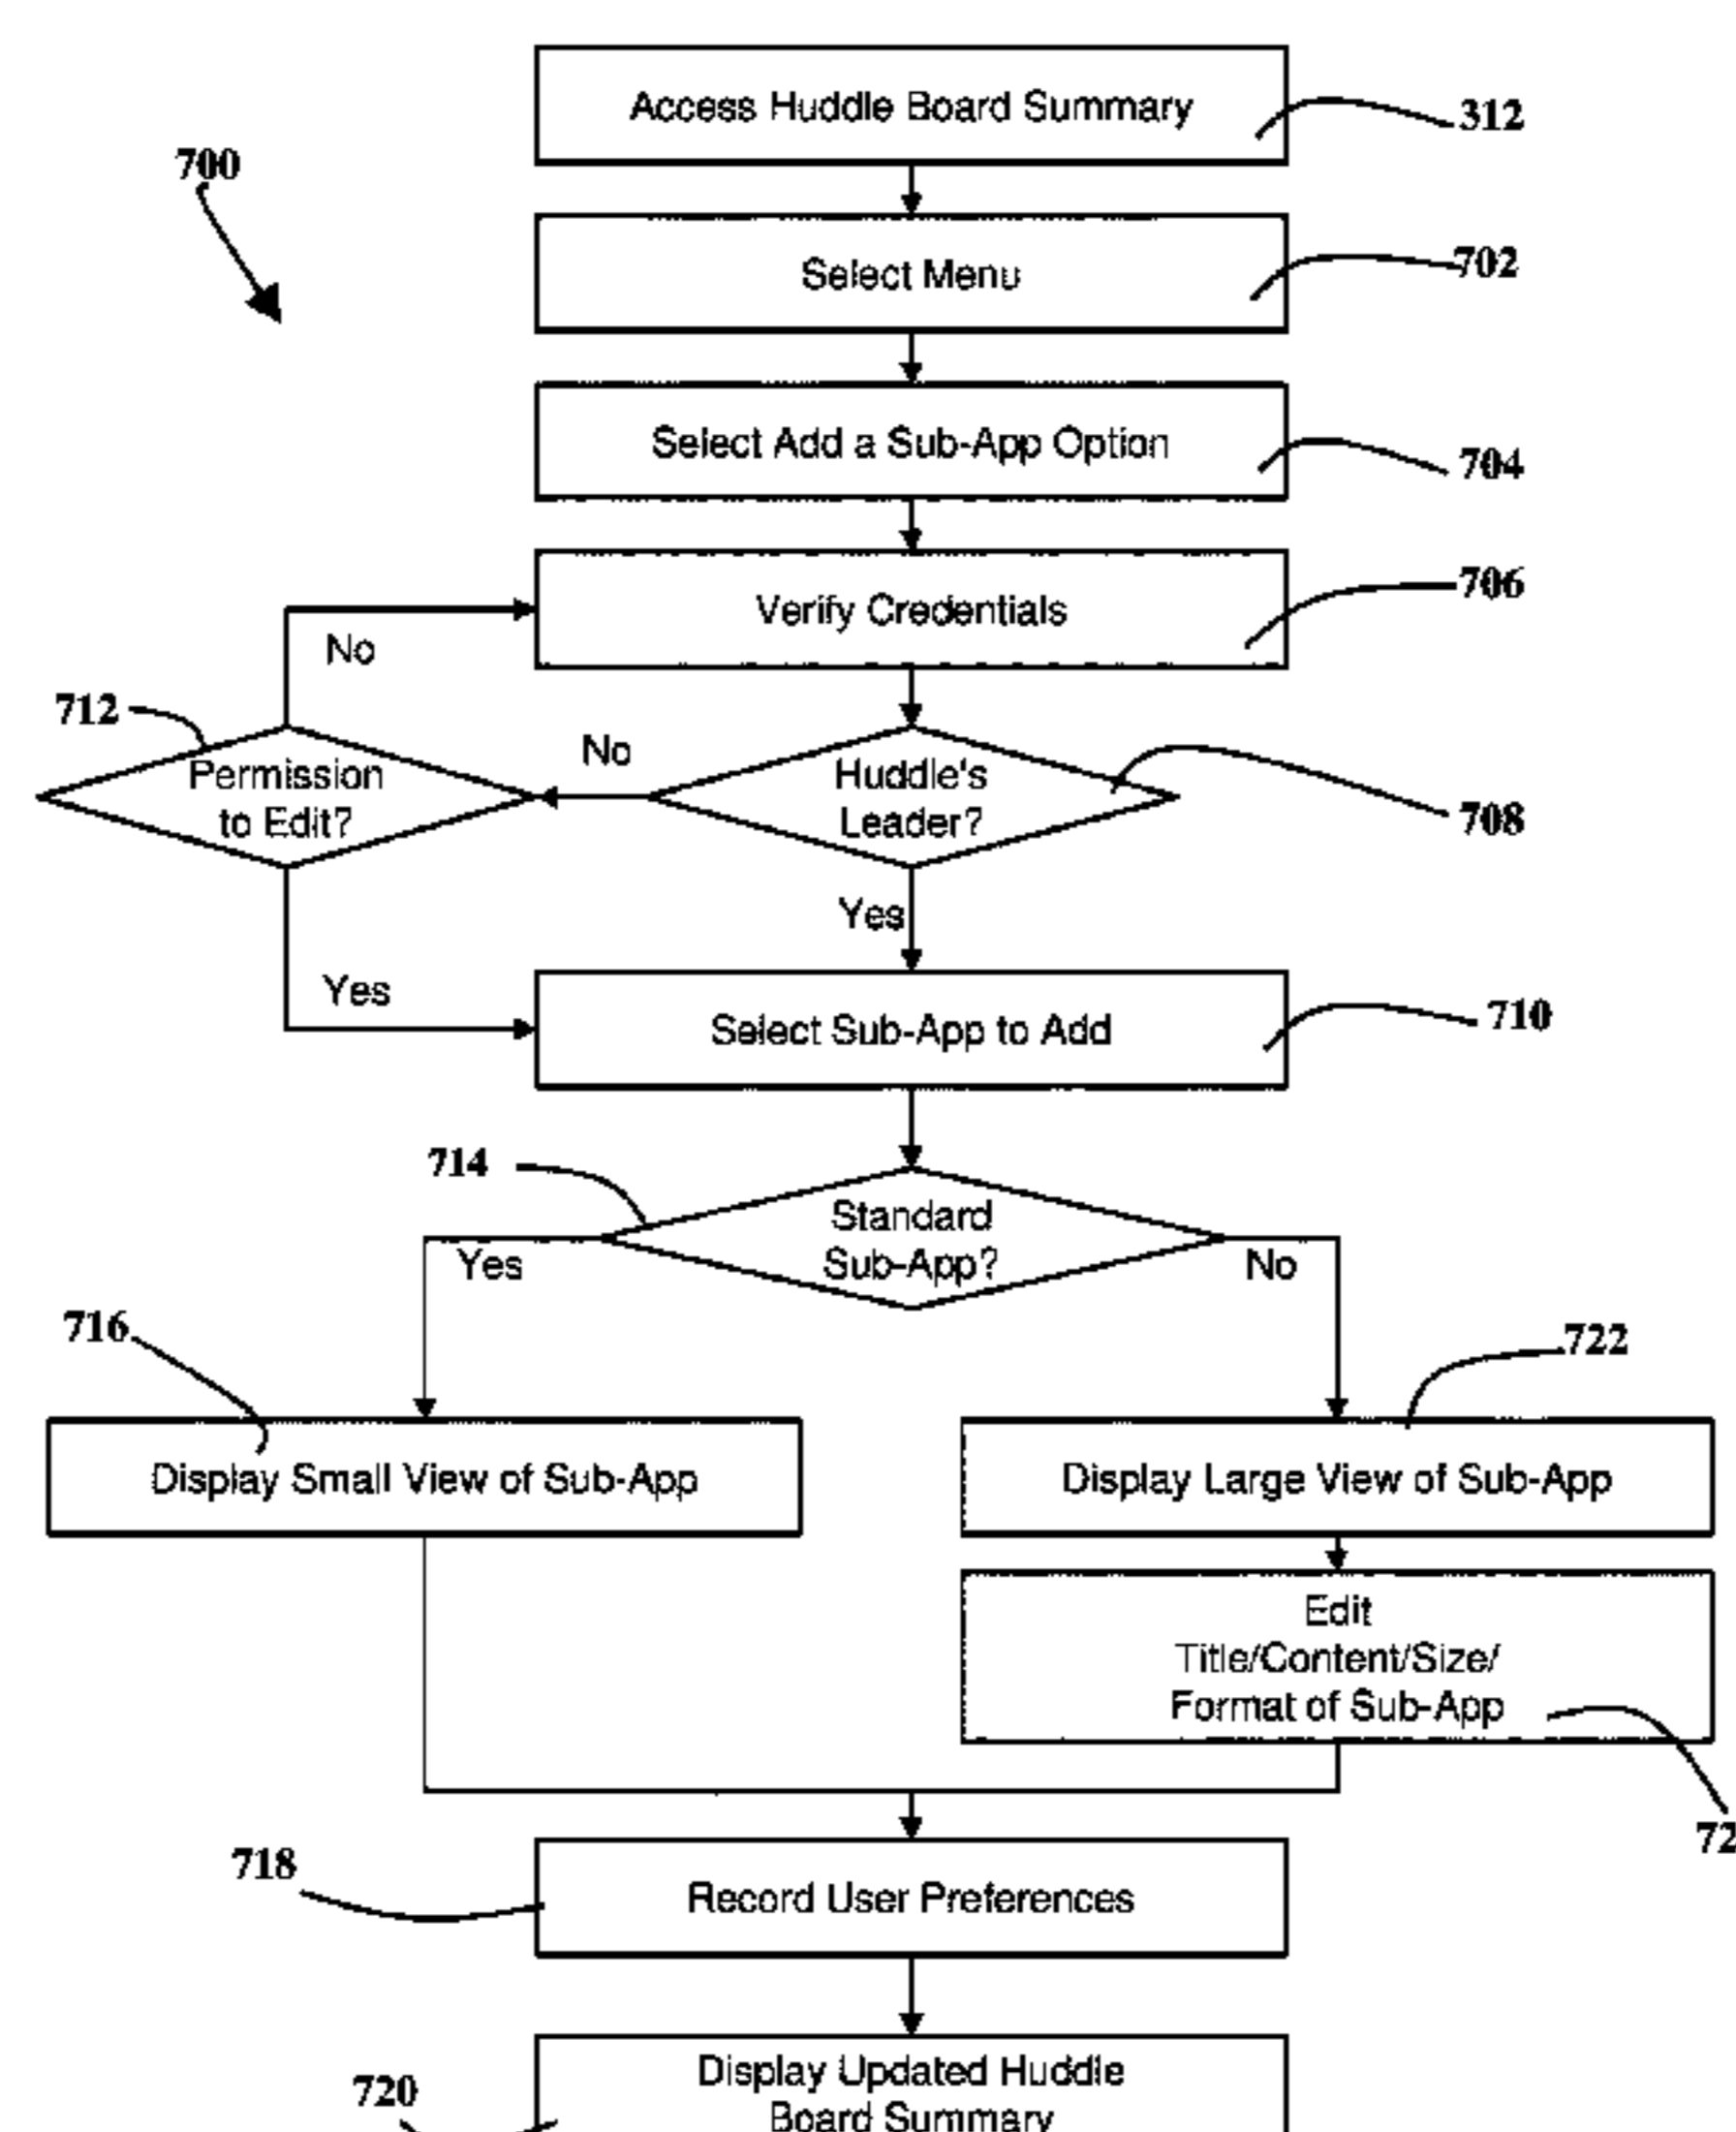 Access Huddle Board Summary
312
700
Select Menu
702
Select Add a Sub-App Option
704
Verify Credentials
706
No
712
Permission
to Edit?
No
Huddle's
Leader?
708
Yes
Yes
Select Sub-App to Add
710
714
Standard
Sub-App?
Yes
No
716
722
Display Small View of Sub-App
Display Large View of Sub-App
Edit
Title/Content/Size/
Format of Sub-App
72
718
Record User Preferences
720
Display Updated Huddle
Board Summary